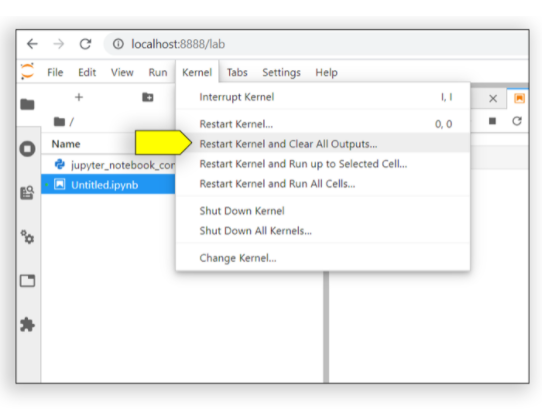 localhost:8888/lab
File Edit View Run Kernel Tabs Settings Help
Interrupt Kernel I, I
/
Restart Kernel... 0, 0
Name
Restart Kernel and Clear All Outputs...
jupyter_notebook_con
Restart Kernel and Run up to Selected Cell...
Untitled.ipynb
Restart Kernel and Run All Cells...
Shut Down Kernel
Shut Down All Kernels...
Change Kernel...